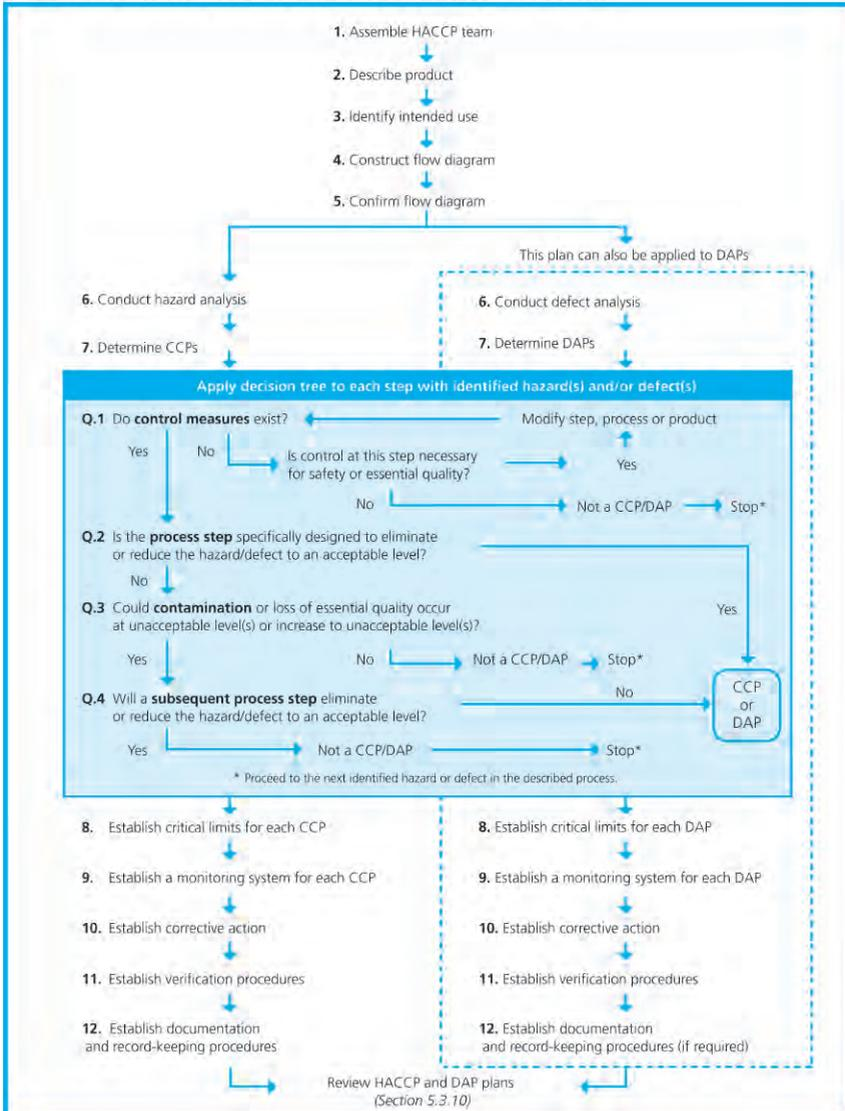 1. Assemble HACCP team
2. Describe product
3. Identify intended use
4. Construct flow diagram
5. Confirm flow diagram
This plan can also be applied to DAPs
6. Conduct hazard analysis
7. Determine CCPs
6. Conduct defect analysis
7. Determine DAPs
Apply decision tree to each step with identified hazard(s) and/or defect(s)
Q.1 Do control measures exist?
Modify step, process or product
Yes
No
Is control at this step necessary
for safety or essential quality?
Yes
No
Not a CCP/DAP
Stop*
Q.2 Is the process step specifically designed to eliminate
or reduce the hazard/defect to an acceptable level?
No
Yes
Q.3 Could contamination or loss of essential quality occur
at unacceptable level(s) or increase to unacceptable level(s)?
Yes
No
Not a CCP/DAP
Stop*
Q.4 Will a subsequent process step eliminate
or reduce the hazard/defect to an acceptable level?
No
CCP
or
DAP
Yes
Not a CCP/DAP
Stop*
* Proceed to the next identified hazard or defect in the described process.
8. Establish critical limits for each CCP
9. Establish a monitoring system for each CCP
10. Establish corrective action
11. Establish verification procedures
12. Establish documentation
and record-keeping procedures
8. Establish critical limits for each DAP
9. Establish a monitoring system for each DAP
10. Establish corrective action
11. Establish verification procedures
12. Establish documentation
and record-keeping procedures (if required)
Review HACCP and DAP plans
(Section 5.3.10)